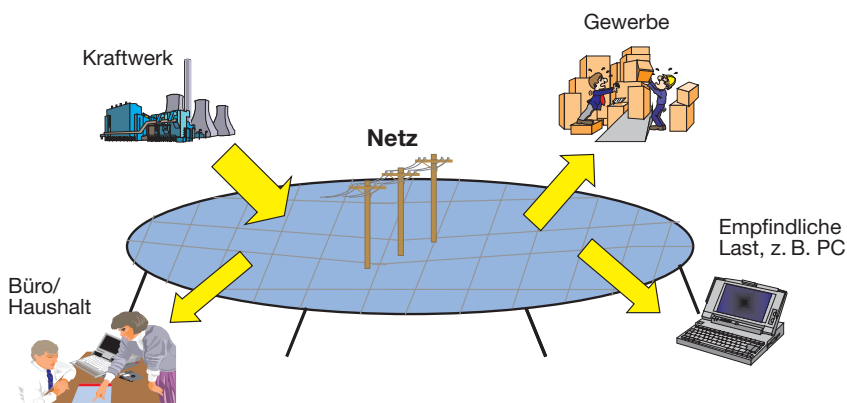 Gewerbe
Kraftwerk
Netz
Empfindliche
Last, z. B. PC
Büro/
Haushalt